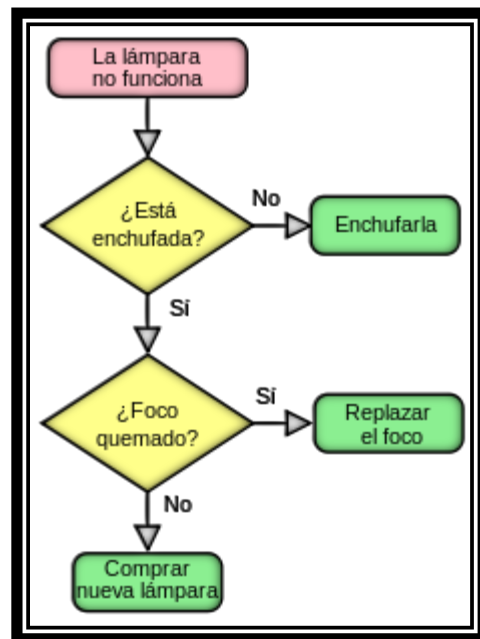 La lámpara
no funciona
¿Está
enchufada?
No
Enchufarla
Sí
¿Foco
quemado?
Sí
Replazar
el foco
No
Comprar
nueva lámpara